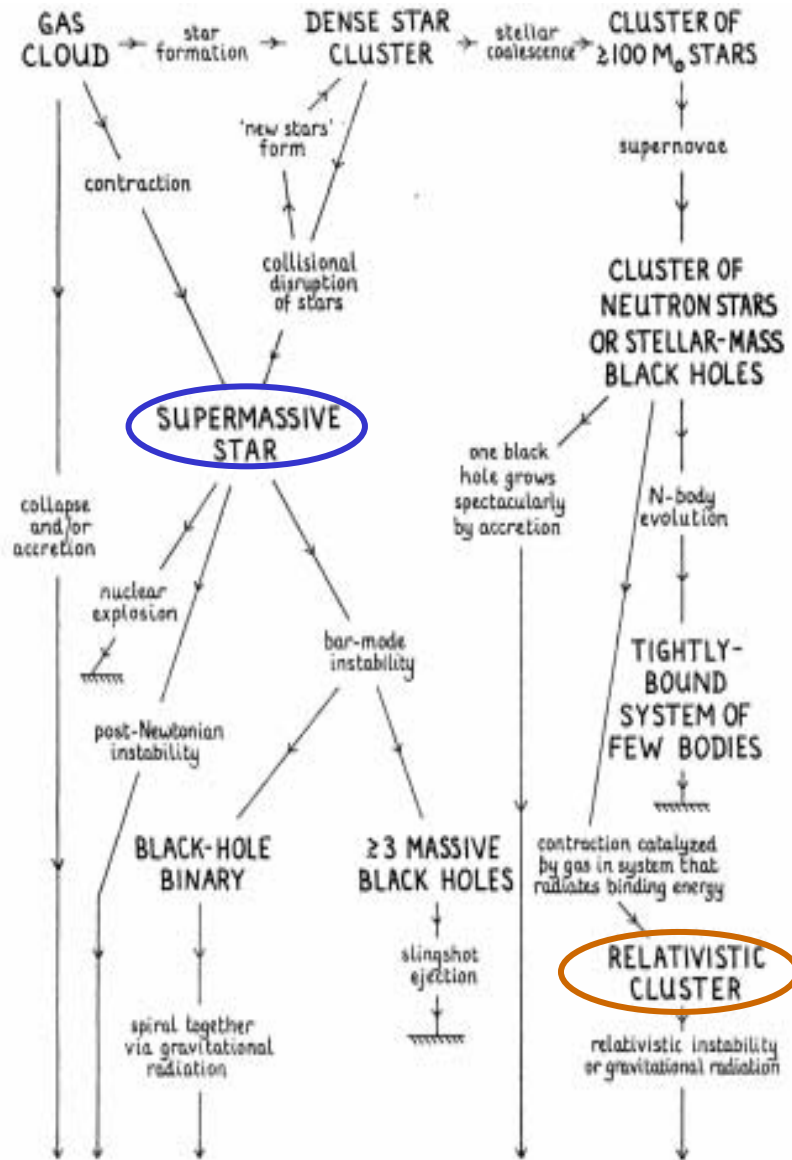 GAS
CLOUD
star
formation
DENSE STAR
CLUSTER
stellar
coalescence
CLUSTER OF
≥100 M⊙ STARS
'new stars'
form
supernovae
contraction
collisional
disruption
of stars
CLUSTER OF
NEUTRON STARS
OR STELLAR-MASS
BLACK HOLES
SUPERMASSIVE
STAR
one black
hole grows
spectacularly
by accretion
N-body
evolution
collapse
and/or
accretion
nuclear
explosion
bar-mode
instability
TIGHTLY-
BOUND
SYSTEM OF
FEW BODIES
post-Newtonian
instability
BLACK-HOLE
BINARY
≥3 MASSIVE
BLACK HOLES
contraction catalyzed
by gas in system that
radiates binding energy
slingshot
ejection
RELATIVISTIC
CLUSTER
spiral together
via gravitational
radiation
relativistic instability
or gravitational radiation